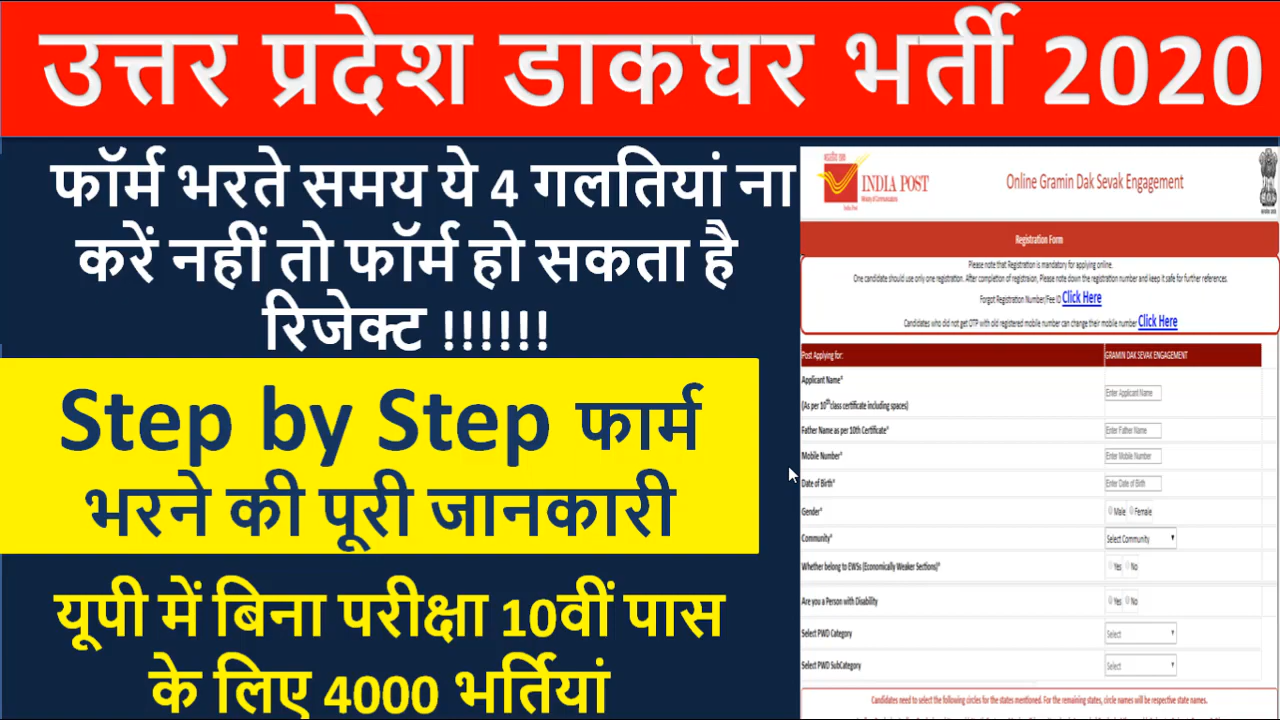 उत्तर प्रदेश डाकघर भर्ती 2020
फॉर्म भरते समय ये 4 गलतियां ना
करें नहीं तो फॉर्म हो सकता है
रिजेक्ट !!!!!!
Step by Step फार्म
भरने की पूरी जानकारी
यूपी में बिना परीक्षा 10वीं पास
के लिए 4000 भर्तियां
INDIA POST
Ministry of Communications
Online Gramin Dak Sevak Engagement
Registration Form
Please note that Registration is mandatory for applying online.
One candidate should use only one registration. After completion of registraion, Please note down the registration number and keep it safe for further references.
Forgot Registration Number/Fee ID Click Here
Candidates who did not get OTP with old registered mobile number can change their mobile number Click Here
Post Applying for: GRAMIN DAK SEVAK ENGAGEMENT
Applicant Name*
(As per 10th class certificate including spaces) Enter Applicant Name
Father Name as per 10th Certificate* Enter Father Name
Mobile Number* Enter Mobile Number
Date of Birth* Enter Date of Birth
Gender* Male Female
Community* Select Community
Whether belong to EWSs (Economically Weaker Sections)* Yes No
Are you a Person with Disability Yes No
Select PWD Category Select
Select PWD SubCategory Select
Candidates need to select the following circles for the states mentioned. For the remaining states, circle names will be respective state names.